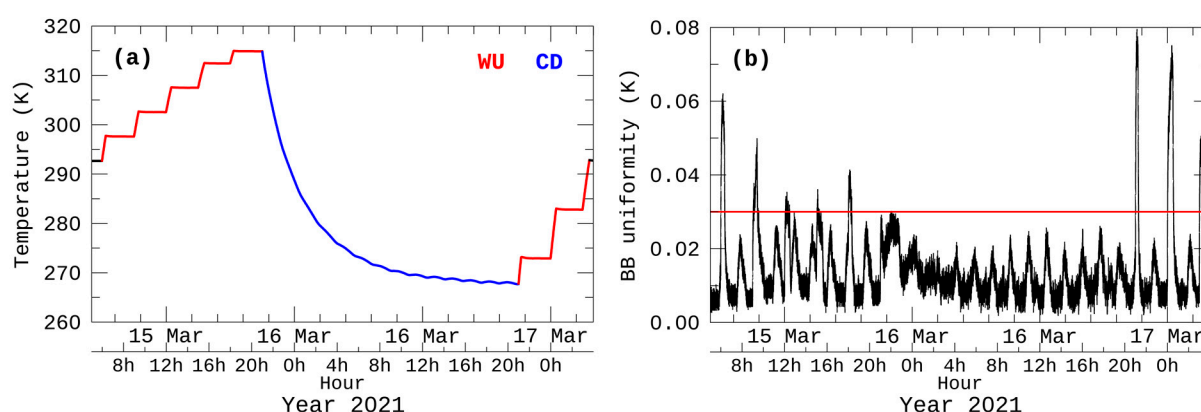 320
315
310
305
300
290
280
270
260
Temperature (K)
(a)
WU
CD
15 Mar
16 Mar
16 Mar
17 Mar
8h
12h
16h
20h
0h
4h
8h
12h
16h
20h
0h
Hour
Year 2021
0.08
0.06
0.04
0.02
0.00
BB uniformity (K)
(b)
15 Mar
16 Mar
16 Mar
17 Mar
8h
12h
16h
20h
0h
4h
8h
12h
16h
20h
0h
Hour
Year 2021